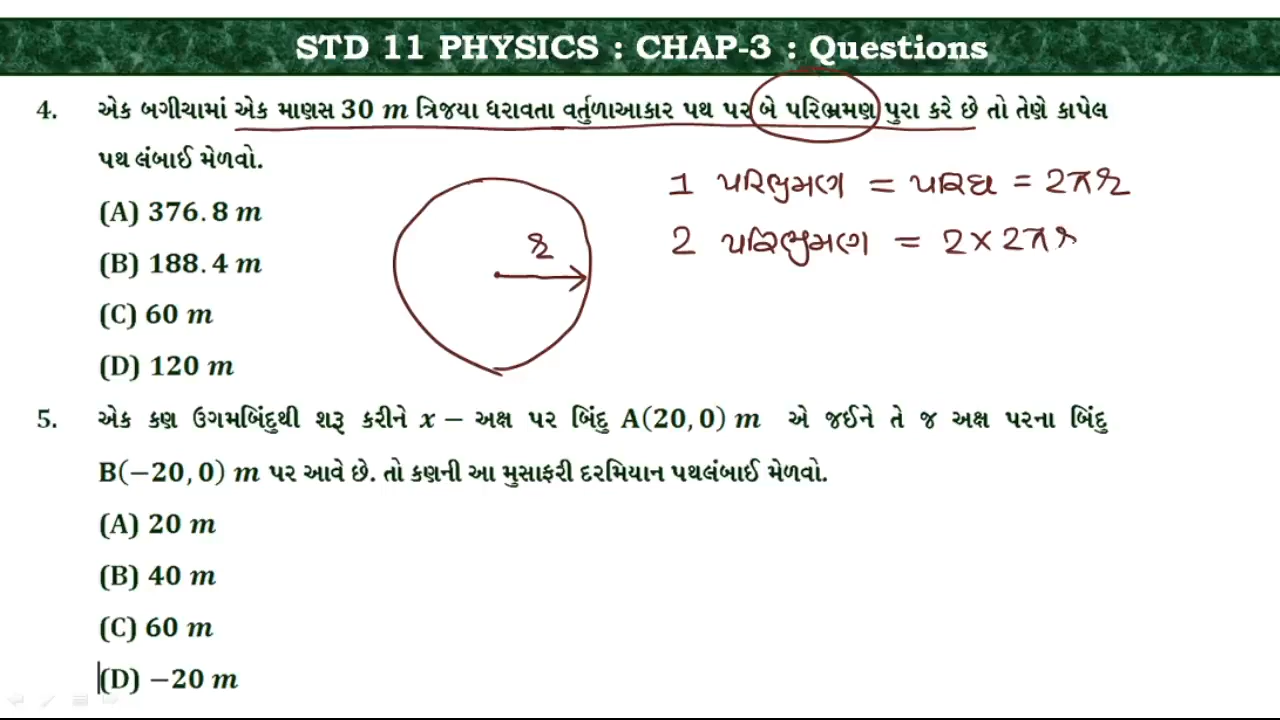 STD 11 PHYSICS : CHAP-3 : Questions
4. એક બગીચામાં એક માણસ 30 m ત્રિજયા ધરાવતા વર્તુળાઆકાર પથ પર બે પરિભ્રમણ પુરા કરે છે તો તેણે કાપેલ
પથ લંબાઈ મેળવો.
1 પરિભ્રમણ = પરિઘ = 2πr
(A) 376.8 m
r
2 પરિભ્રમણ = 2 × 2πr
(B) 188.4 m
(C) 60 m
(D) 120 m
5. એક કણ ઉગમબિંદુથી શરૂ કરીને x − અક્ષ પર બિંદુ A(20, 0) m એ જઈને તે જ અક્ષ પરના બિંદુ
B(−20, 0) m પર આવે છે. તો કણની આ મુસાફરી દરમિયાન પથલંબાઈ મેળવો.
(A) 20 m
(B) 40 m
(C) 60 m
(D) −20 m